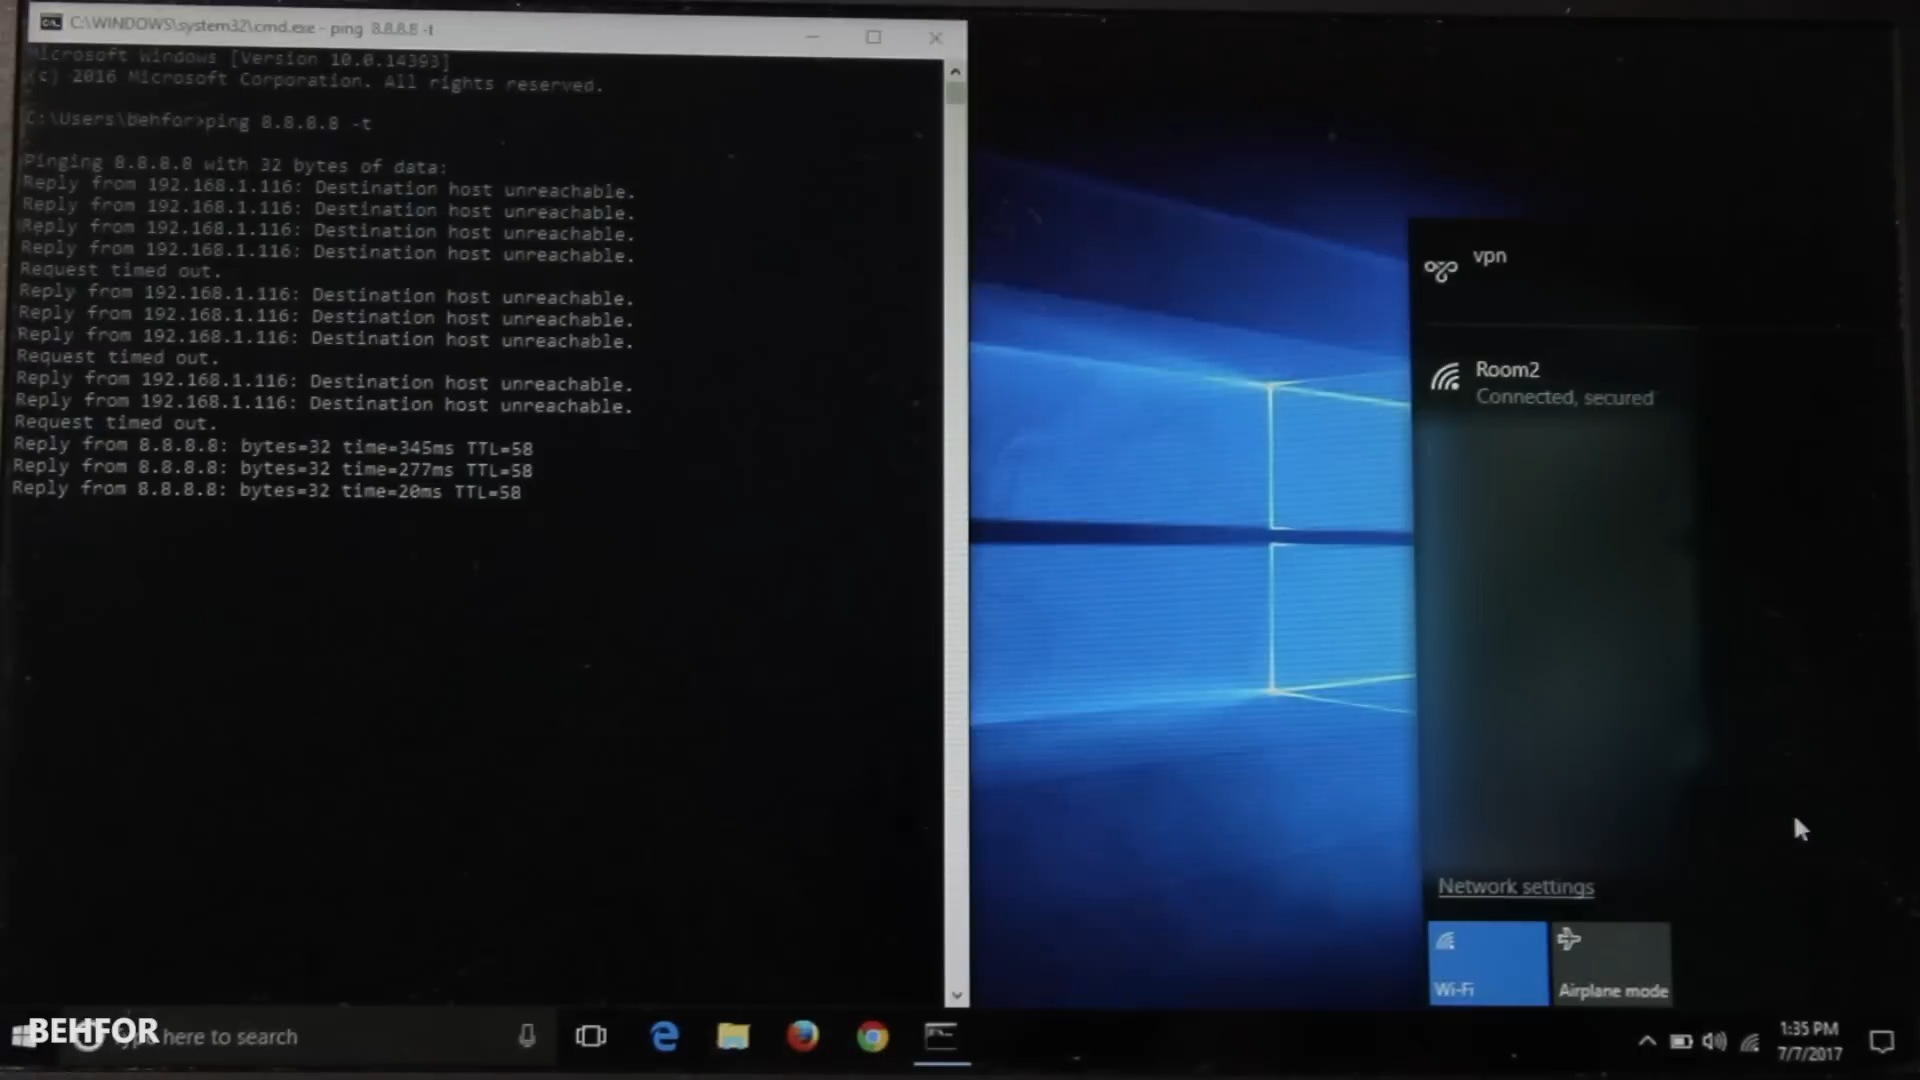 C:\WINDOWS\system32\cmd.exe - ping 8.8.8.8 -t
Microsoft Windows [Version 10.0.14393]
(c) 2016 Microsoft Corporation. All rights reserved.
C:\Users\behfor>ping 8.8.8.8 -t
Pinging 8.8.8.8 with 32 bytes of data:
Reply from 192.168.1.116: Destination host unreachable.
Reply from 192.168.1.116: Destination host unreachable.
Reply from 192.168.1.116: Destination host unreachable.
Reply from 192.168.1.116: Destination host unreachable.
Request timed out.
Reply from 192.168.1.116: Destination host unreachable.
Reply from 192.168.1.116: Destination host unreachable.
Reply from 192.168.1.116: Destination host unreachable.
Request timed out.
Reply from 192.168.1.116: Destination host unreachable.
Reply from 192.168.1.116: Destination host unreachable.
Request timed out.
Reply from 8.8.8.8: bytes=32 time=345ms TTL=58
Reply from 8.8.8.8: bytes=32 time=277ms TTL=58
Reply from 8.8.8.8: bytes=32 time=20ms TTL=58
vpn
Room2
Connected, secured
Network settings
Wi-Fi
Airplane mode
BEHFOR
here to search
1:35 PM
7/7/2017